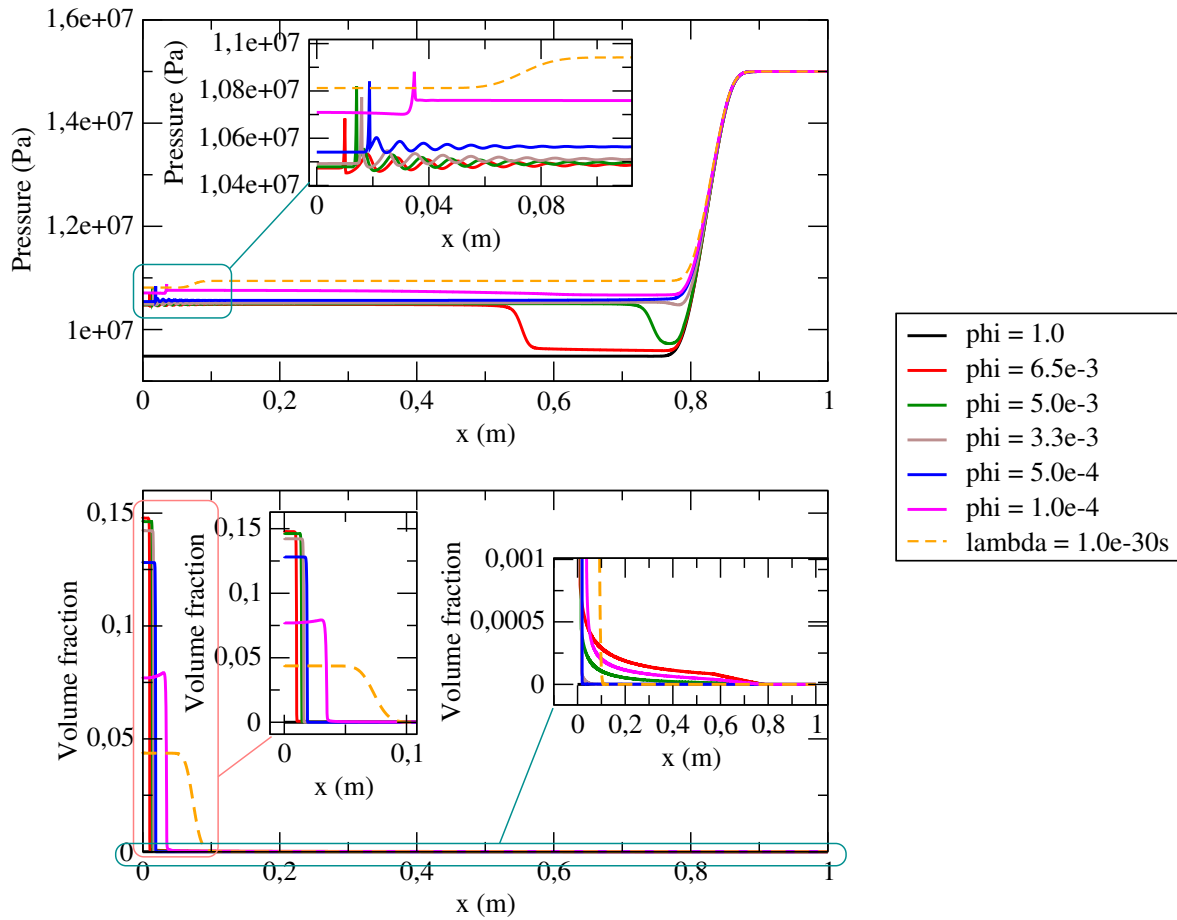 1,6e+07
1,4e+07
1,2e+07
1e+07
Pressure (Pa)
0
0,2
0,4
0,6
0,8
1
x (m)
1,1e+07
1,08e+07
1,06e+07
1,04e+07
Pressure (Pa)
0
0,04
0,08
x (m)
phi = 1.0
phi = 6.5e-3
phi = 5.0e-3
phi = 3.3e-3
phi = 5.0e-4
phi = 1.0e-4
lambda = 1.0e-30s
0.15
0.1
0.05
0
Volume fraction
0
0,2
0,4
0,6
0,8
1
x (m)
0,15
0,1
0,05
0
Volume fraction
0
0,1
x (m)
0,001
0,0005
0
Volume fraction
0
0,2
0,4
0,6
0,8
1
x (m)